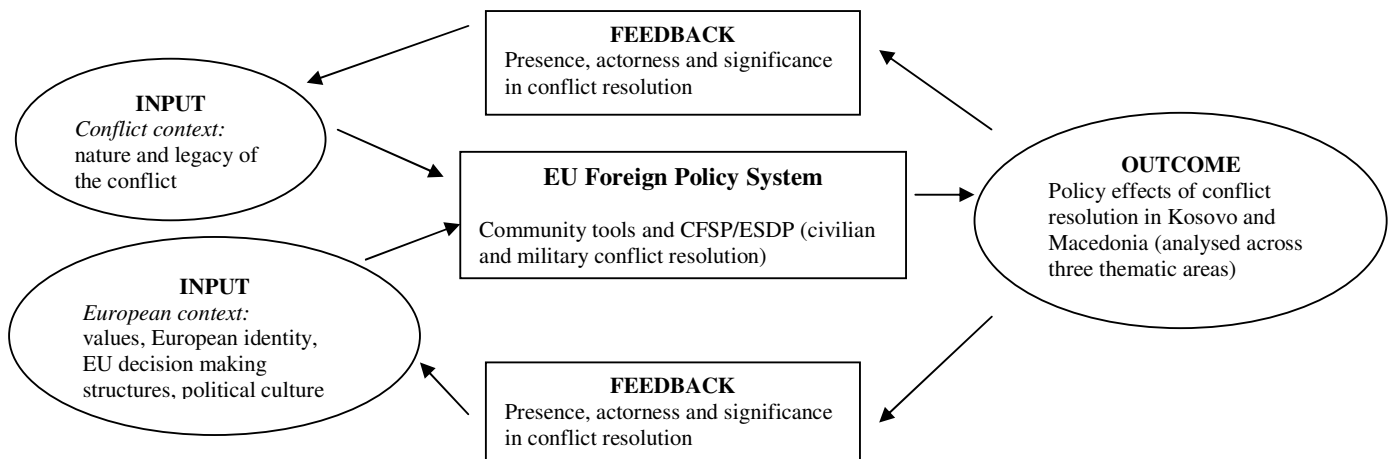 FEEDBACK
Presence, actorness and significance
in conflict resolution
INPUT
Conflict context:
nature and legacy of
the conflict
EU Foreign Policy System
Community tools and CFSP/ESDP (civilian
and military conflict resolution)
OUTCOME
Policy effects of conflict
resolution in Kosovo and
Macedonia (analysed across
three thematic areas)
INPUT
European context:
values, European identity,
EU decision making
structures, political culture
FEEDBACK
Presence, actorness and significance
in conflict resolution